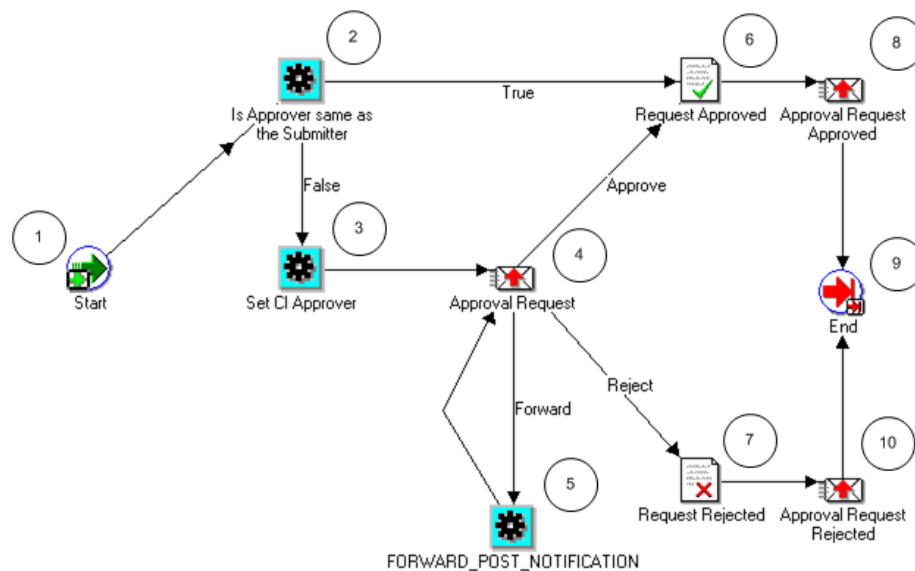 2
6
8
True
Is Approver same as
the Submitter
Request Approved
Approval Request
Approved
False
Approve
1
3
4
9
Start
Set CI Approver
Approval Request
End
Reject
Forward
7
10
5
Request Rejected
Approval Request
Rejected
FORWARD_POST_NOTIFICATION